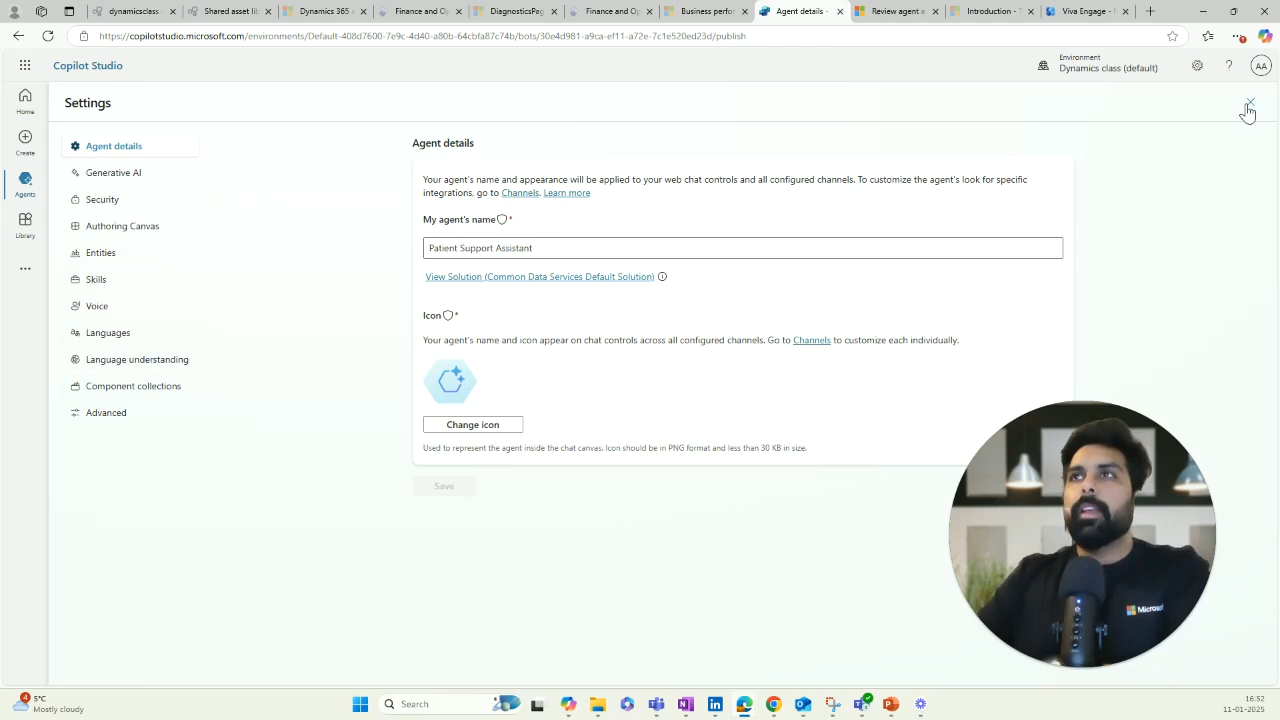 dynamicsclass -
Shared asset lib
Dynamics 365 a
Finance and Op
DiagnosticsFeg
Finance and Op
Business perfor
Agent details -
Review agent a
Introduction - T
Viva Engage - I
https://copilotstudio.microsoft.com/environments/Default-408d7600-7e9c-4d40-a80b-64cbfa87c74b/bots/30e4d981-a9ca-ef11-a72e-7c1e520ed23d/publish
Copilot Studio
Environment
Dynamics class (default)
AA
Home
Create
Agents
Library
Settings
Agent details
Generative AI
Security
Authoring Canvas
Entities
Skills
Voice
Languages
Language understanding
Component collections
Advanced
Agent details
Your agent's name and appearance will be applied to your web chat controls and all configured channels. To customize the agent's look for specific
integrations, go to Channels. Learn more
My agent's name *
Patient Support Assistant
View Solution (Common Data Services Default Solution)
Icon *
Your agent's name and icon appear on chat controls across all configured channels. Go to Channels to customize each individually.
Change icon
Used to represent the agent inside the chat canvas. Icon should be in PNG format and less than 30 KB in size.
Save
Microsof
4
5°C
Mostly cloudy
Search
16:52
11-01-2025